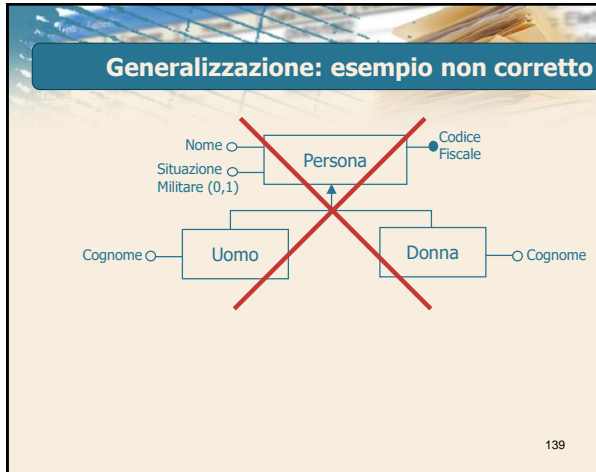 Generalizzazione: esempio non corretto
Nome
Situazione
Militare (0,1)
Persona
Codice
Fiscale
Cognome
Uomo
Donna
Cognome
139